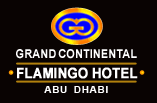 GRAND CONTINENTAL
• FLAMINGO HOTEL •
ABU DHABI